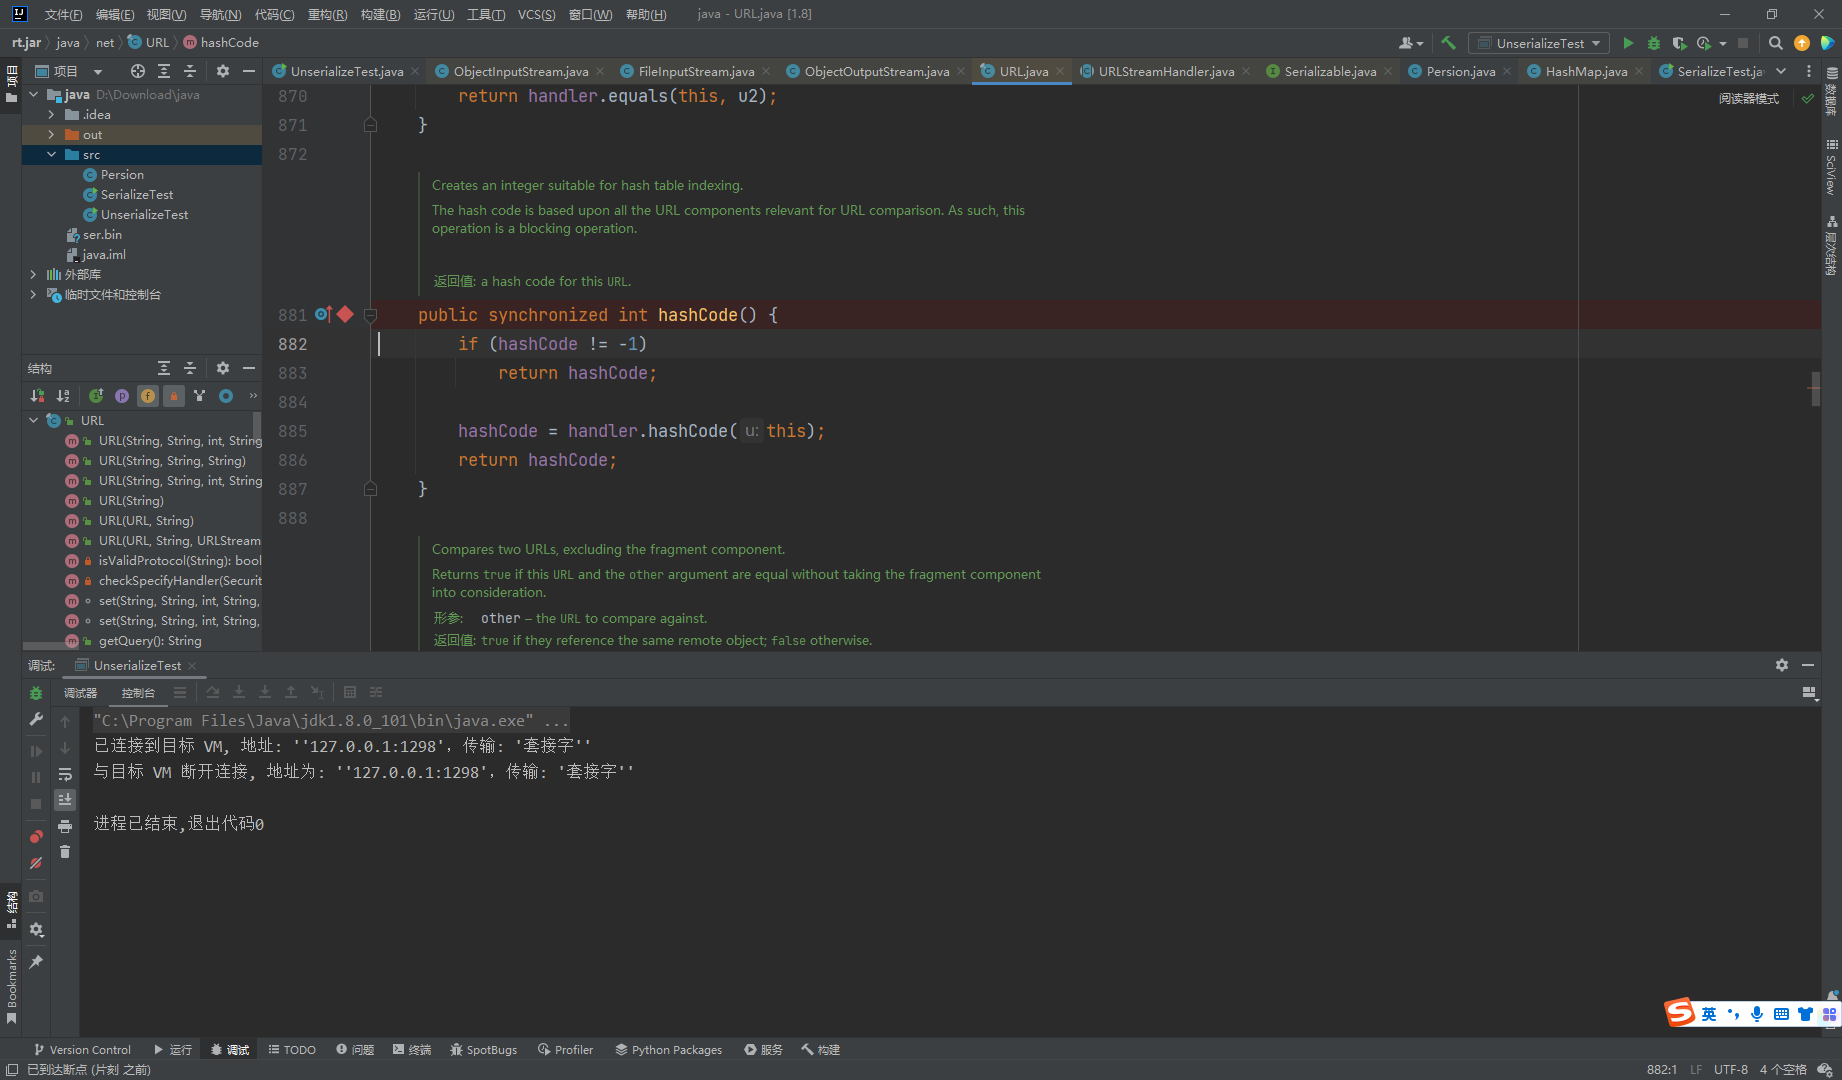 文件(F) 编辑(E) 视图(V) 导航(N) 代码(C) 重构(R) 构建(B) 运行(U) 工具(T) VCS(S) 窗口(W) 帮助(H) java - URL.java [1.8]
rt.jar java net URL hashCode UnserializeTest
项目
UnserializeTest.java ObjectInputStream.java FileInputStream.java ObjectOutputStream.java URL.java URLStreamHandler.java Serializable.java Persion.java HashMap.java SerializeTest.ja
java D:\Download\java
.idea
out
src
Persion
SerializeTest
UnserializeTest
ser.bin
java.iml
外部库
临时文件和控制台
阅读器模式
870 return handler.equals(this, u2);
871 }
872
Creates an integer suitable for hash table indexing.
The hash code is based upon all the URL components relevant for URL comparison. As such, this
operation is a blocking operation.
返回值: a hash code for this URL.
881 public synchronized int hashCode() {
882 if (hashCode != -1)
883 return hashCode;
884
885 hashCode = handler.hashCode( u: this);
886 return hashCode;
887 }
888
Compares two URLs, excluding the fragment component.
Returns true if this URL and the other argument are equal without taking the fragment component
into consideration.
形参: other – the URL to compare against.
返回值: true if they reference the same remote object; false otherwise.
结构
URL
URL(String, String, int, String
URL(String, String, String)
URL(String, String, int, String
URL(String)
URL(URL, String)
URL(URL, String, URLStream
isValidProtocol(String): bool
checkSpecifyHandler(Securit
set(String, String, int, String,
set(String, String, int, String,
getQuery(): String
项目
结构
Bookmarks
数据库
SciView
层次结构
调试: UnserializeTest
调试器 控制台
"C:\Program Files\Java\jdk1.8.0_101\bin\java.exe" ...
已连接到目标 VM, 地址: ''127.0.0.1:1298', 传输: '套接字''
与目标 VM 断开连接, 地址为: ''127.0.0.1:1298', 传输: '套接字''
进程已结束,退出代码0
英
Version Control 运行 调试 TODO 问题 终端 SpotBugs Profiler Python Packages 服务 构建
已到达断点 (片刻 之前) 882:1 LF UTF-8 4 个空格